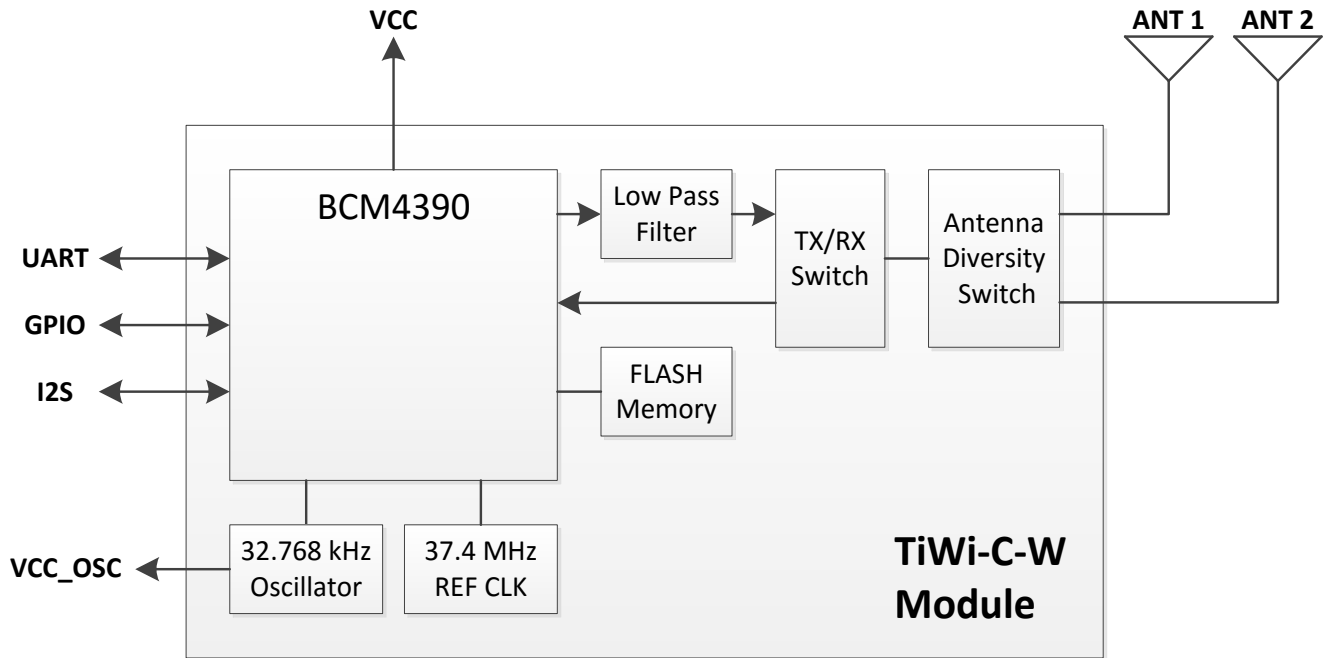 VCC
ANT 1
ANT 2
BCM4390
Low Pass
Filter
TX/RX
Switch
Antenna
Diversity
Switch
UART
GPIO
I2S
FLASH
Memory
32.768 kHz
Oscillator
37.4 MHz
REF CLK
VCC_OSC
TiWi-C-W
Module